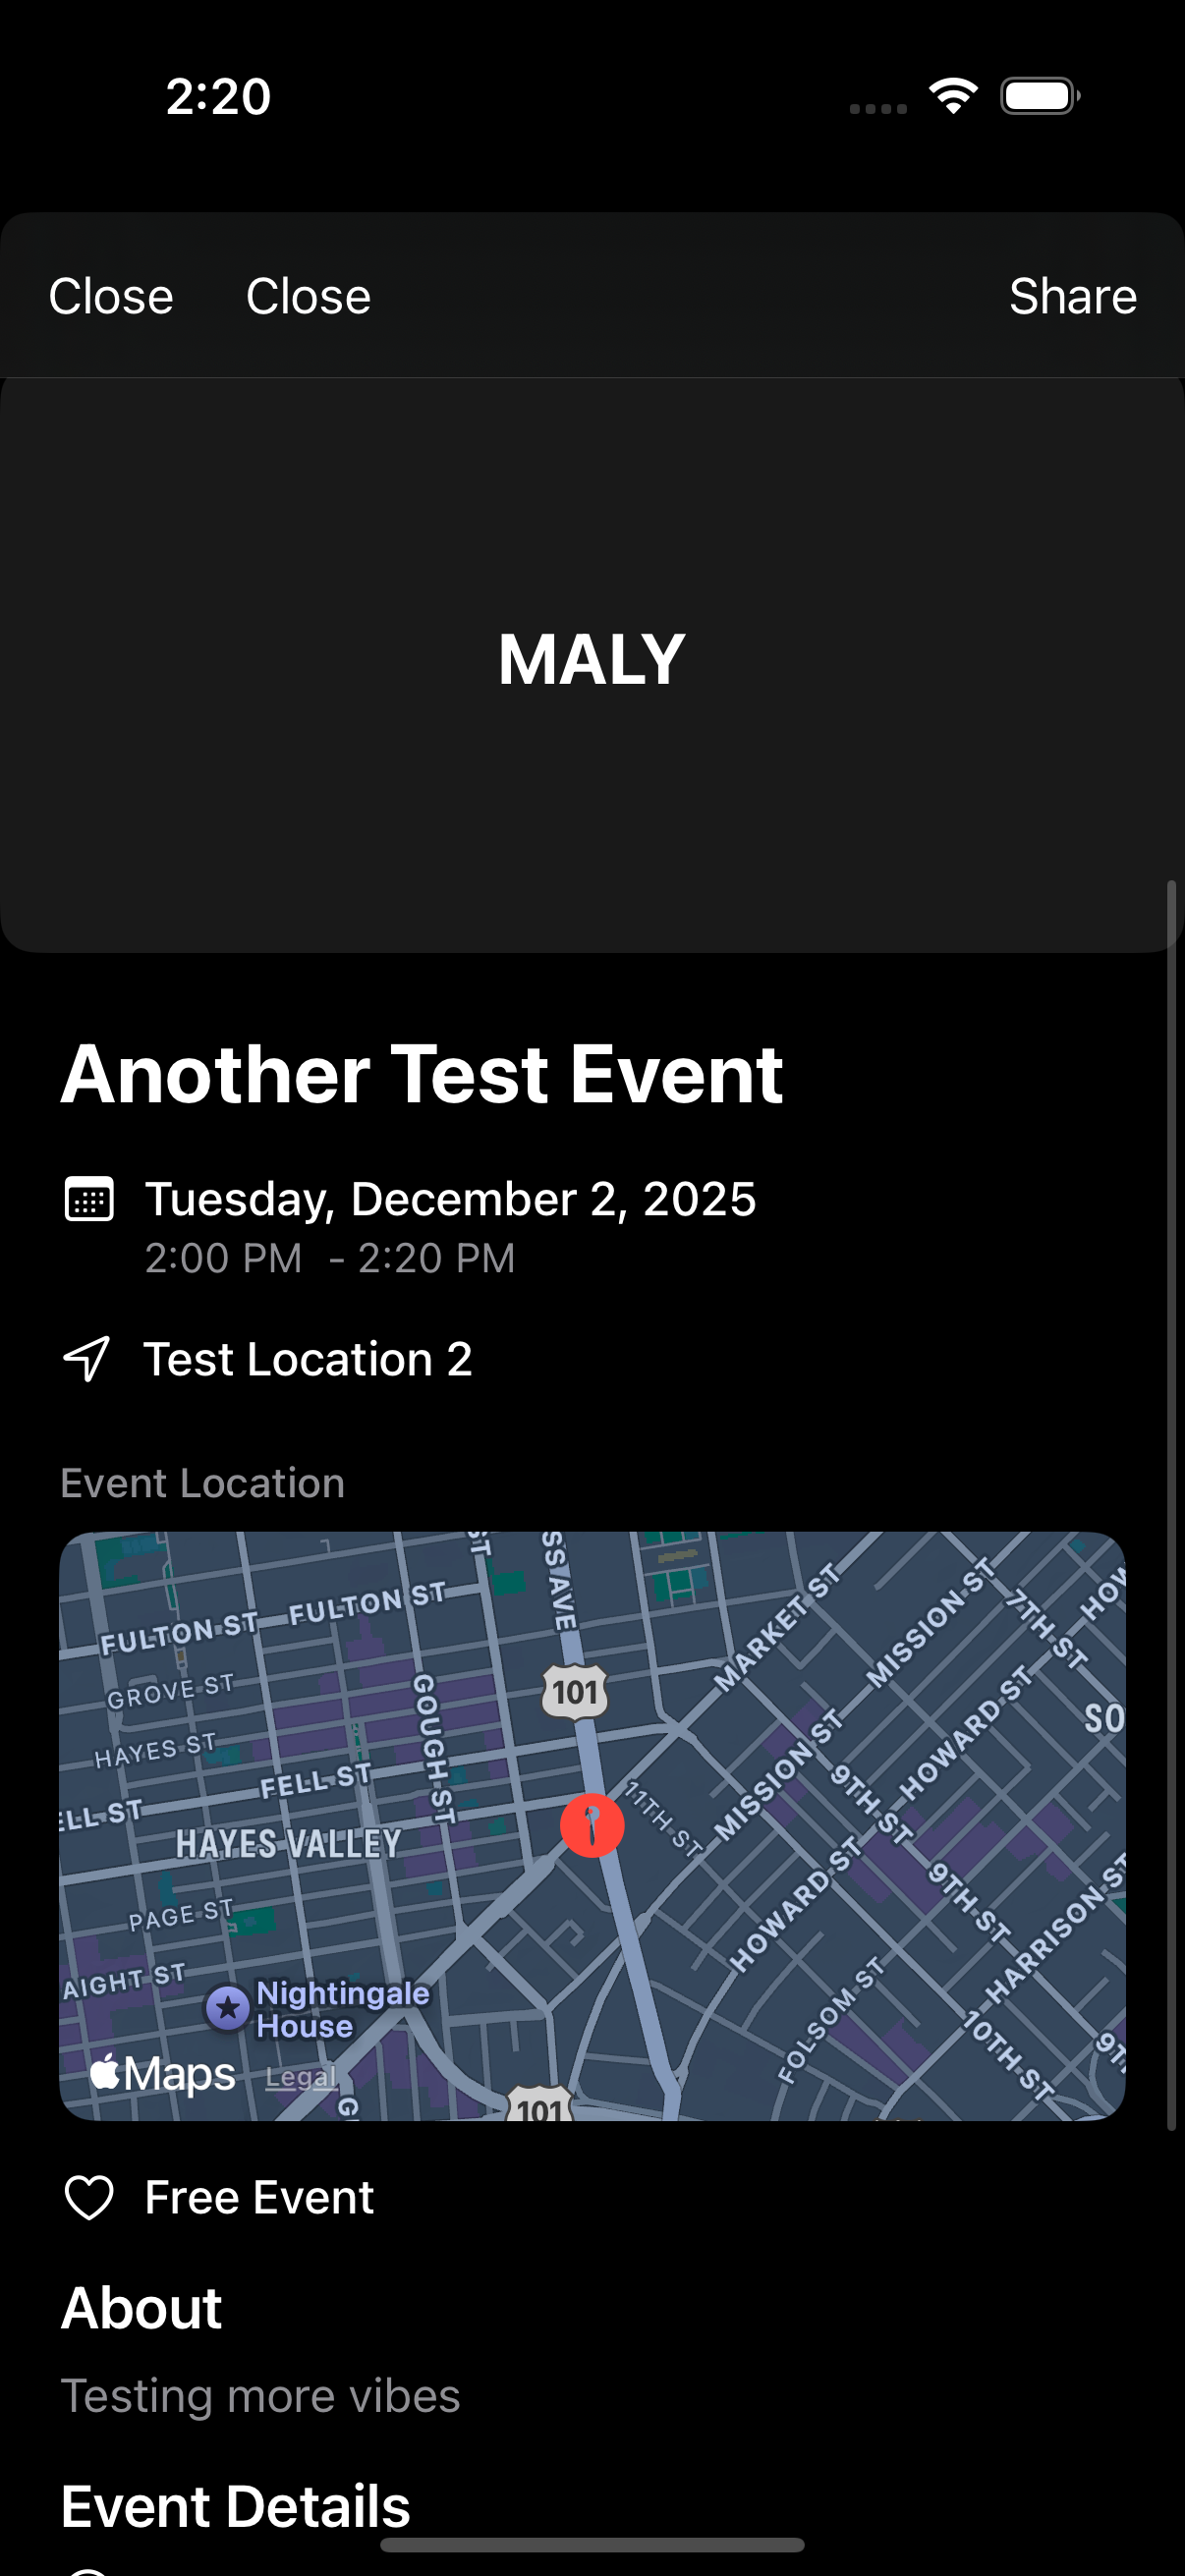 2:20
Close Close Share
MALY
Another Test Event
Tuesday, December 2, 2025
2:00 PM - 2:20 PM
Test Location 2
Event Location
SS AVE
ST
FULTON ST
FULTON ST
MARKET ST
MISSION ST
7TH ST
HOW
GROVE ST
GOUGH ST
101
HOWARD ST
SO
HAYES ST
MISSION ST
FELL ST
9TH ST
11TH ST
ELL ST
HAYES VALLEY
HOWARD ST
9TH ST
PAGE ST
HARRISON ST
AIGHT ST
FOLSOM ST
Nightingale
House
10TH ST
9T
Maps Legal
G
101
Free Event
About
Testing more vibes
Event Details